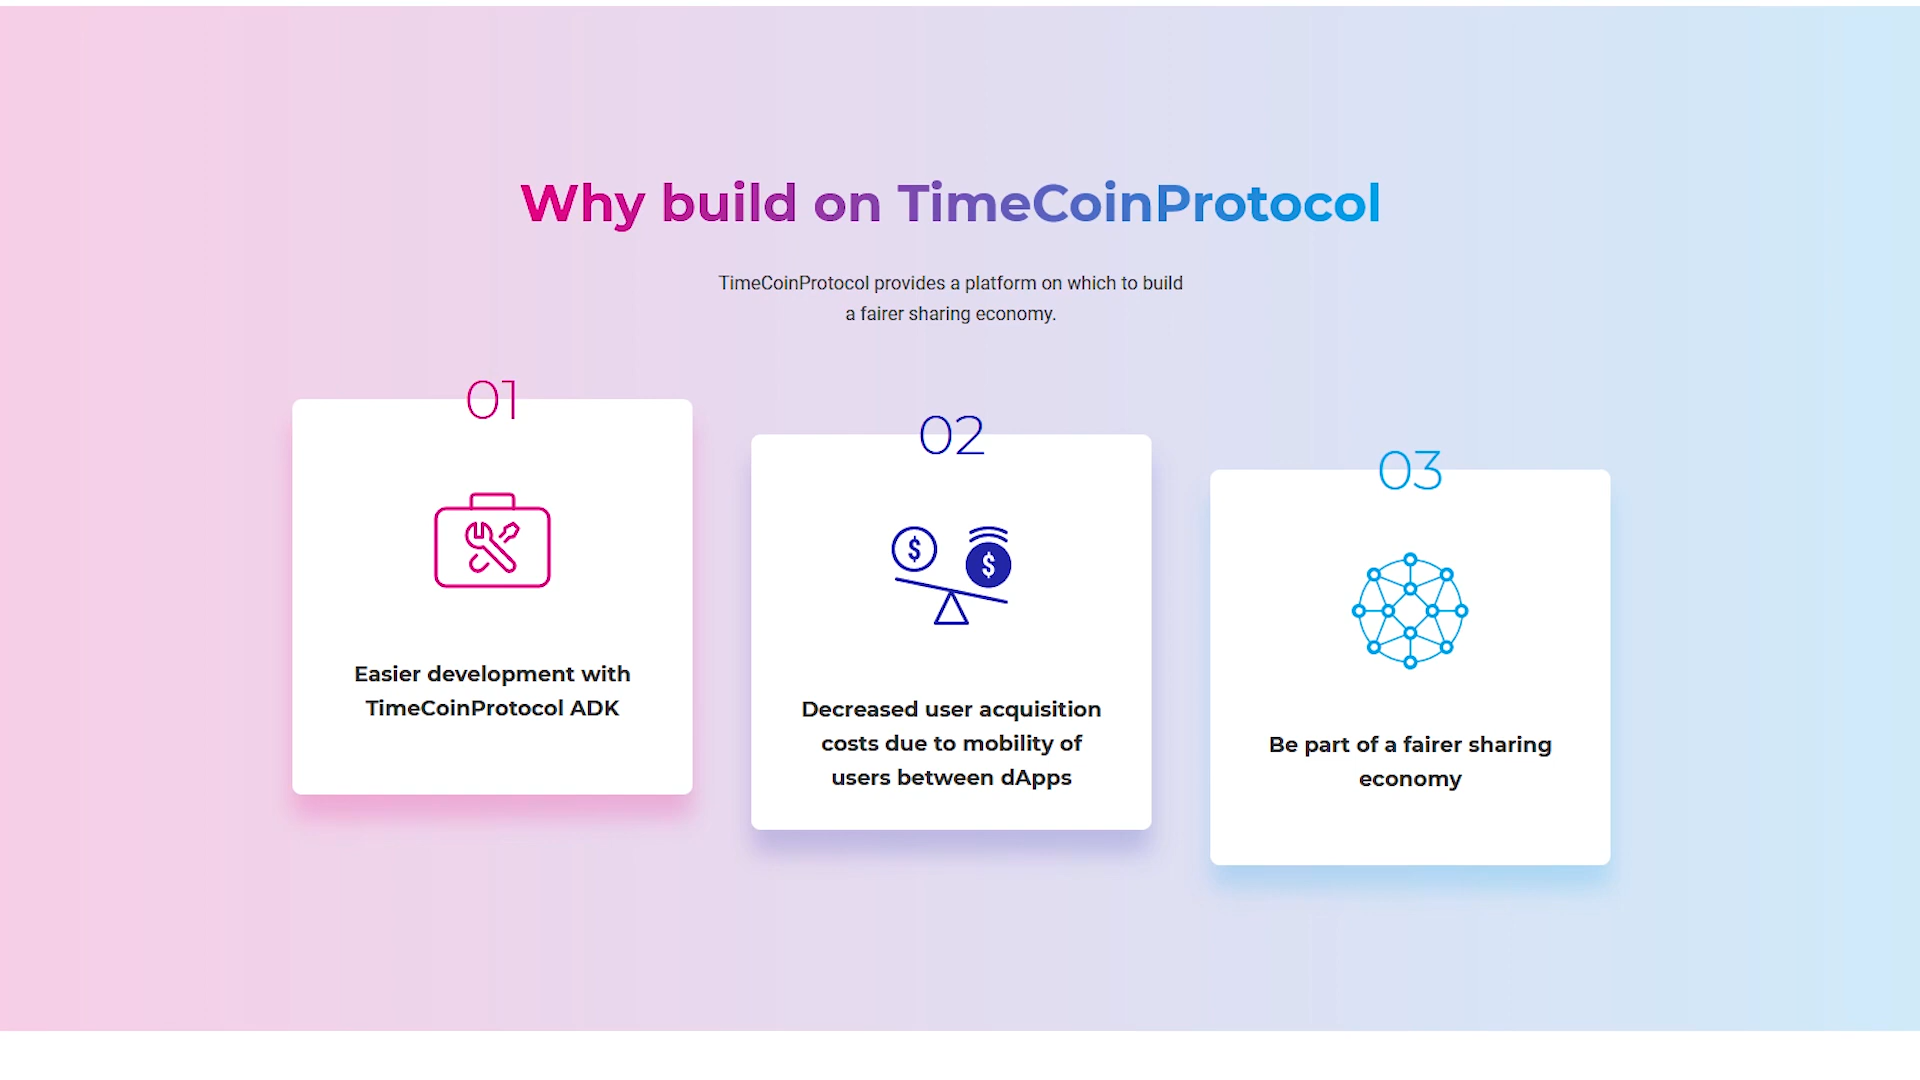 Why build on TimeCoinProtocol
TimeCoinProtocol provides a platform on which to build
a fairer sharing economy.
01
$ $
Easier development with
TimeCoinProtocol ADK
02
Decreased user acquisition
costs due to mobility of
users between dApps
03
Be part of a fairer sharing
economy